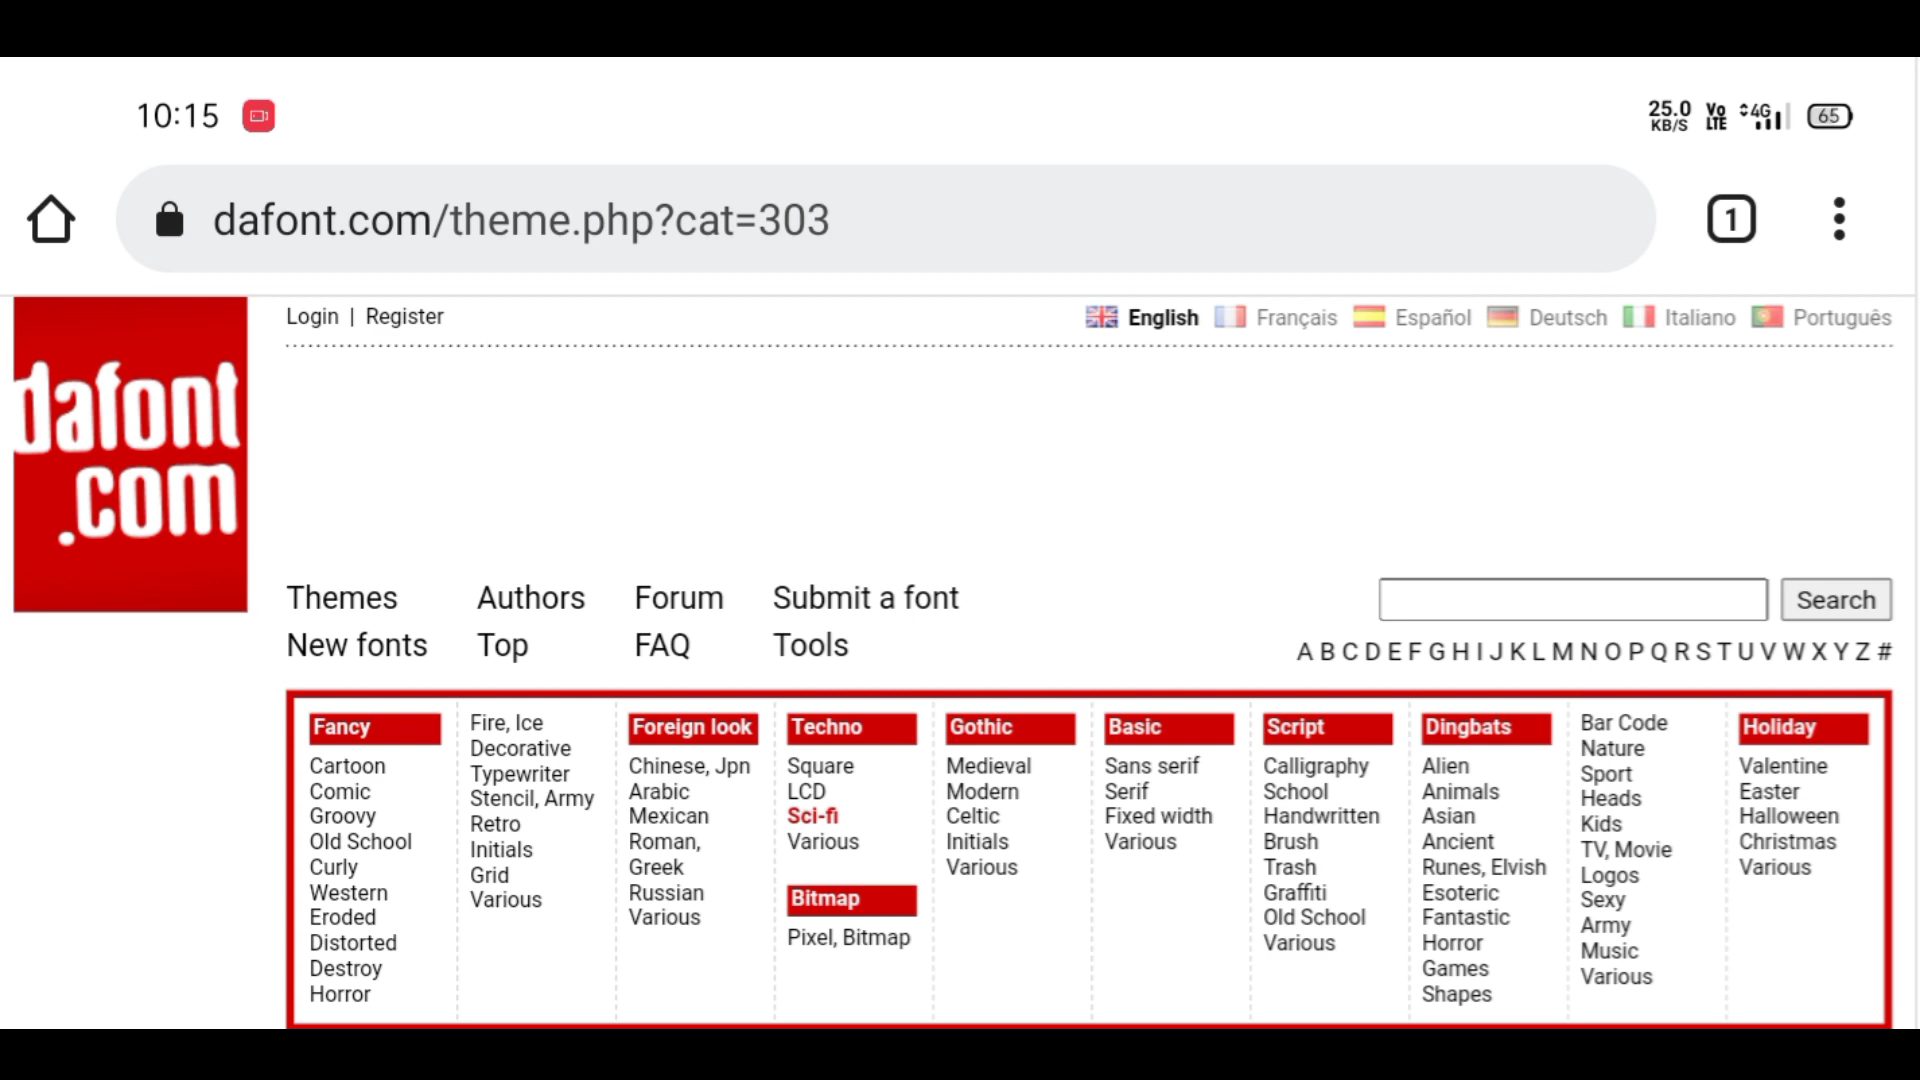 10:15
25.0 KB/S Vo LTE 4G 65
dafont.com/theme.php?cat=303
1
dafont
.com
Login | Register
English Français Español Deutsch Italiano Português
Themes Authors Forum Submit a font
Search
New fonts Top FAQ Tools
A B C D E F G H I J K L M N O P Q R S T U V W X Y Z #
Fancy
Cartoon
Comic
Groovy
Old School
Curly
Western
Eroded
Distorted
Destroy
Horror
Fire, Ice
Decorative
Typewriter
Stencil, Army
Retro
Initials
Grid
Various
Foreign look
Chinese, Jpn
Arabic
Mexican
Roman,
Greek
Russian
Various
Techno
Square
LCD
Sci-fi
Various
Bitmap
Pixel, Bitmap
Gothic
Medieval
Modern
Celtic
Initials
Various
Basic
Sans serif
Serif
Fixed width
Various
Script
Calligraphy
School
Handwritten
Brush
Trash
Graffiti
Old School
Various
Dingbats
Alien
Animals
Asian
Ancient
Runes, Elvish
Esoteric
Fantastic
Horror
Games
Shapes
Bar Code
Nature
Sport
Heads
Kids
TV, Movie
Logos
Sexy
Army
Music
Various
Holiday
Valentine
Easter
Halloween
Christmas
Various